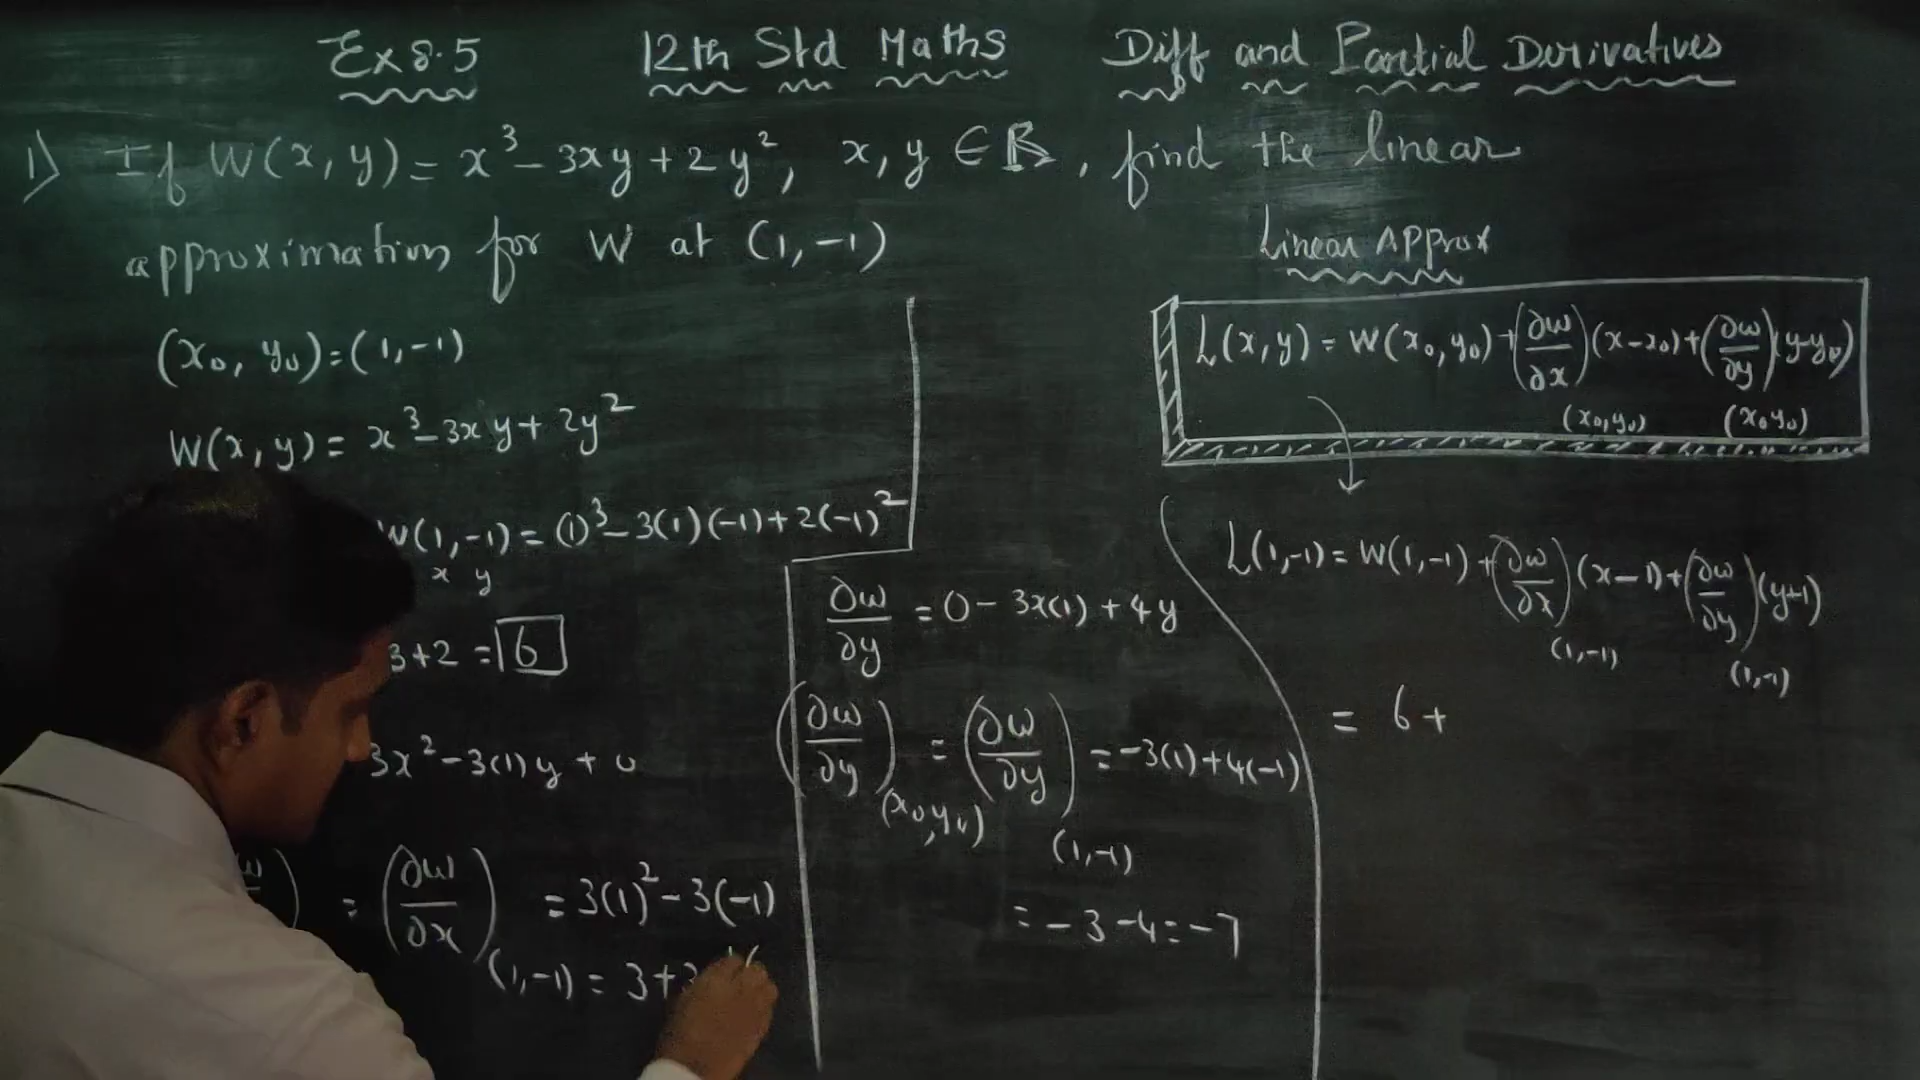 Ex 8.5 12th Std Maths Diff and Partial Derivatives
1) If W(x, y) = x³ - 3xy + 2y², x, y ∈ ℝ, find the linear
approximation for W at (1, -1)
(x₀, y₀) = (1, -1)
W(x, y) = x³ - 3xy + 2y²
W(1, -1) = (1)³ - 3(1)(-1) + 2(-1)²
x y
3 + 2 = 6
3x² - 3(1)y + 0
= (∂w/∂x) = 3(1)² - 3(-1)
(1, -1) = 3 + 3
∂w/∂y = 0 - 3x(1) + 4y
(∂w/∂y) = (∂w/∂y) = -3(1) + 4(-1)
(x₀, y₀) (1, -1)
= -3 - 4 = -7
Linear Approx
L(x, y) = W(x₀, y₀) + (∂w/∂x)(x - x₀) + (∂w/∂y)(y - y₀)
(x₀, y₀) (x₀ y₀)
L(1, -1) = W(1, -1) + (∂w/∂x)(x - 1) + (∂w/∂y)(y + 1)
(1, -1) (1, -1)
= 6 +